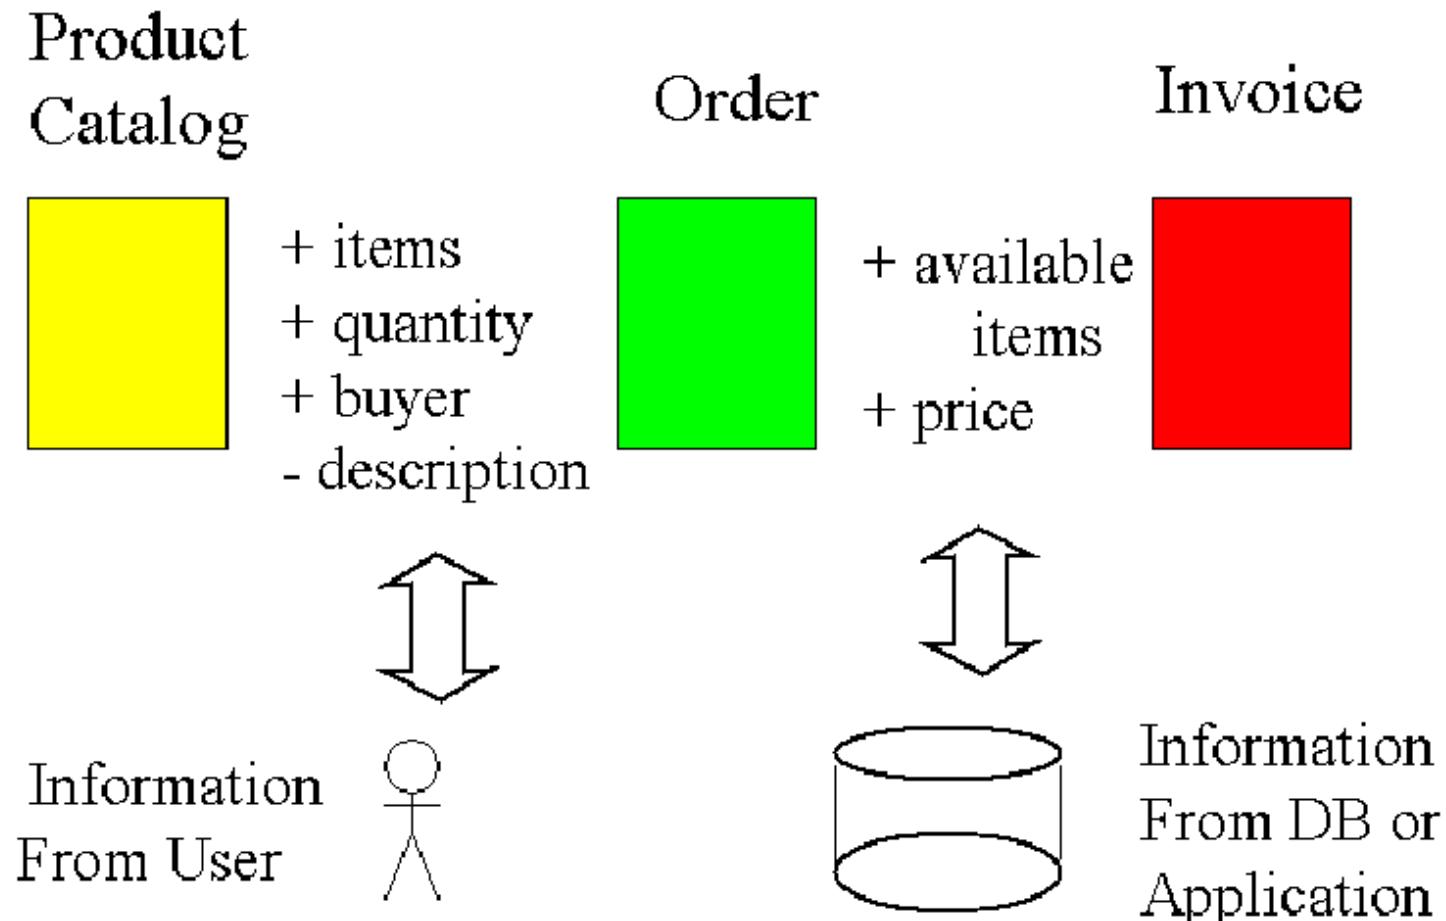 Product
Catalog
Order
Invoice
+ items
+ quantity
+ buyer
- description
+ available
items
+ price
Information
From User
Information
From DB or
Application